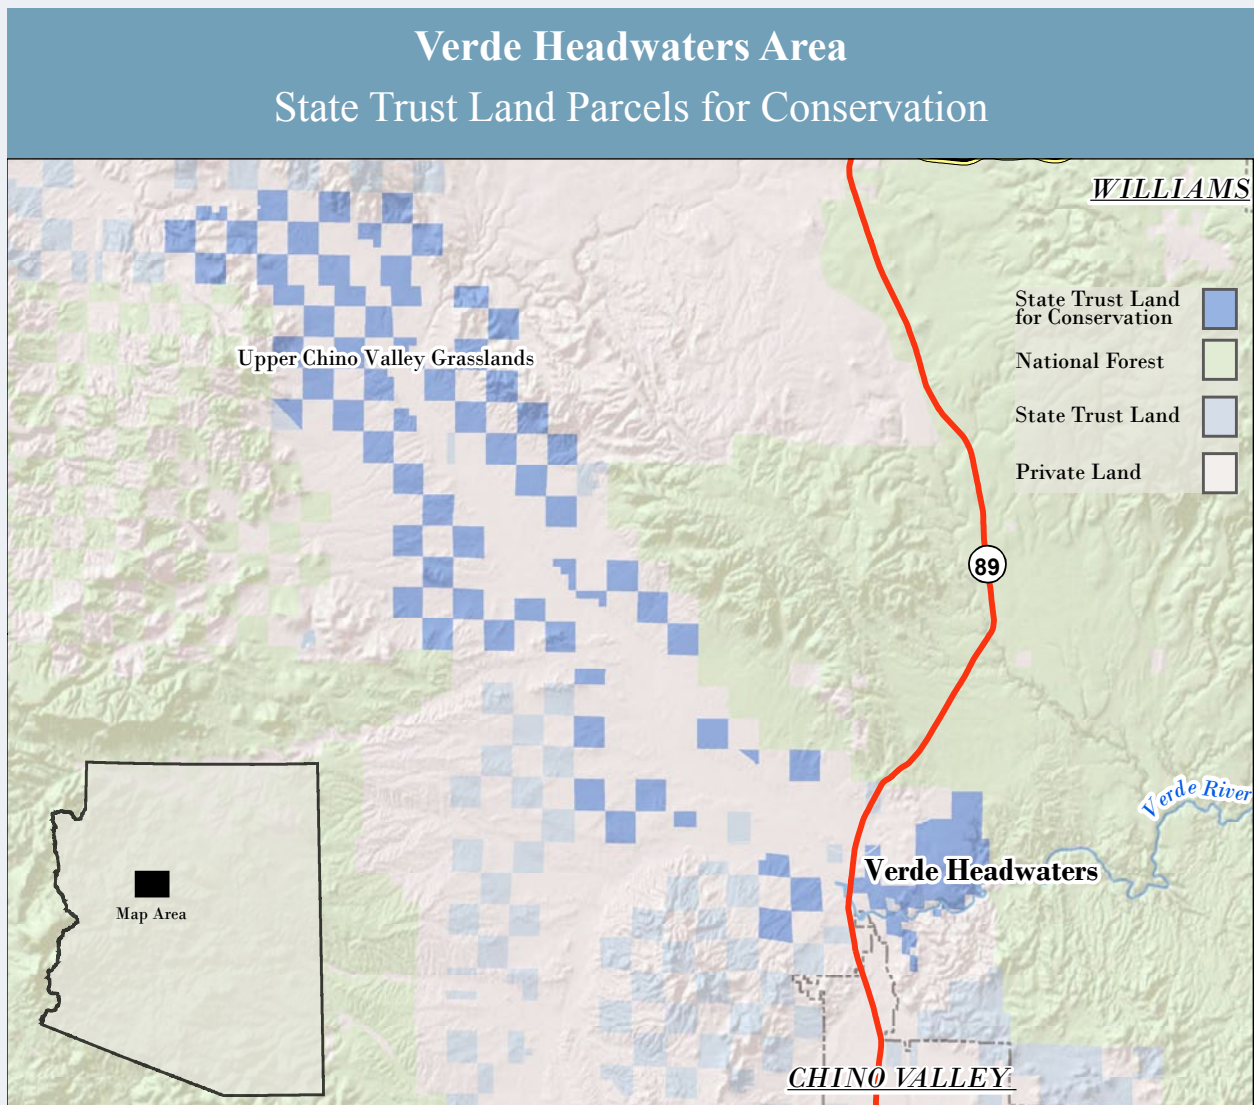 Verde Headwaters Area
State Trust Land Parcels for Conservation
WILLIAMS
State Trust Land
for Conservation
National Forest
State Trust Land
Private Land
Upper Chino Valley Grasslands
89
Verde River
Verde Headwaters
Map Area
CHINO VALLEY